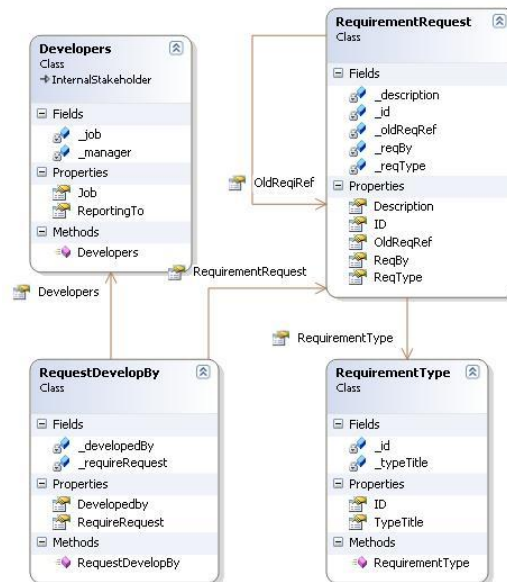 Developers
Class
InternalStakeholder
Fields
_job
_manager
Properties
Job
ReportingTo
Methods
Developers
RequirementRequest
Class
Fields
_description
_id
_oldReqRef
_reqBy
_reqType
Properties
Description
ID
OldReqRef
ReqBy
ReqType
OldReqiRef
RequirementRequest
Developers
RequirementType
RequestDevelopBy
Class
Fields
_developedBy
_requireRequest
Properties
Developedby
RequireRequest
Methods
RequestDevelopBy
RequirementType
Class
Fields
_id
_typeTitle
Properties
ID
TypeTitle
Methods
RequirementType